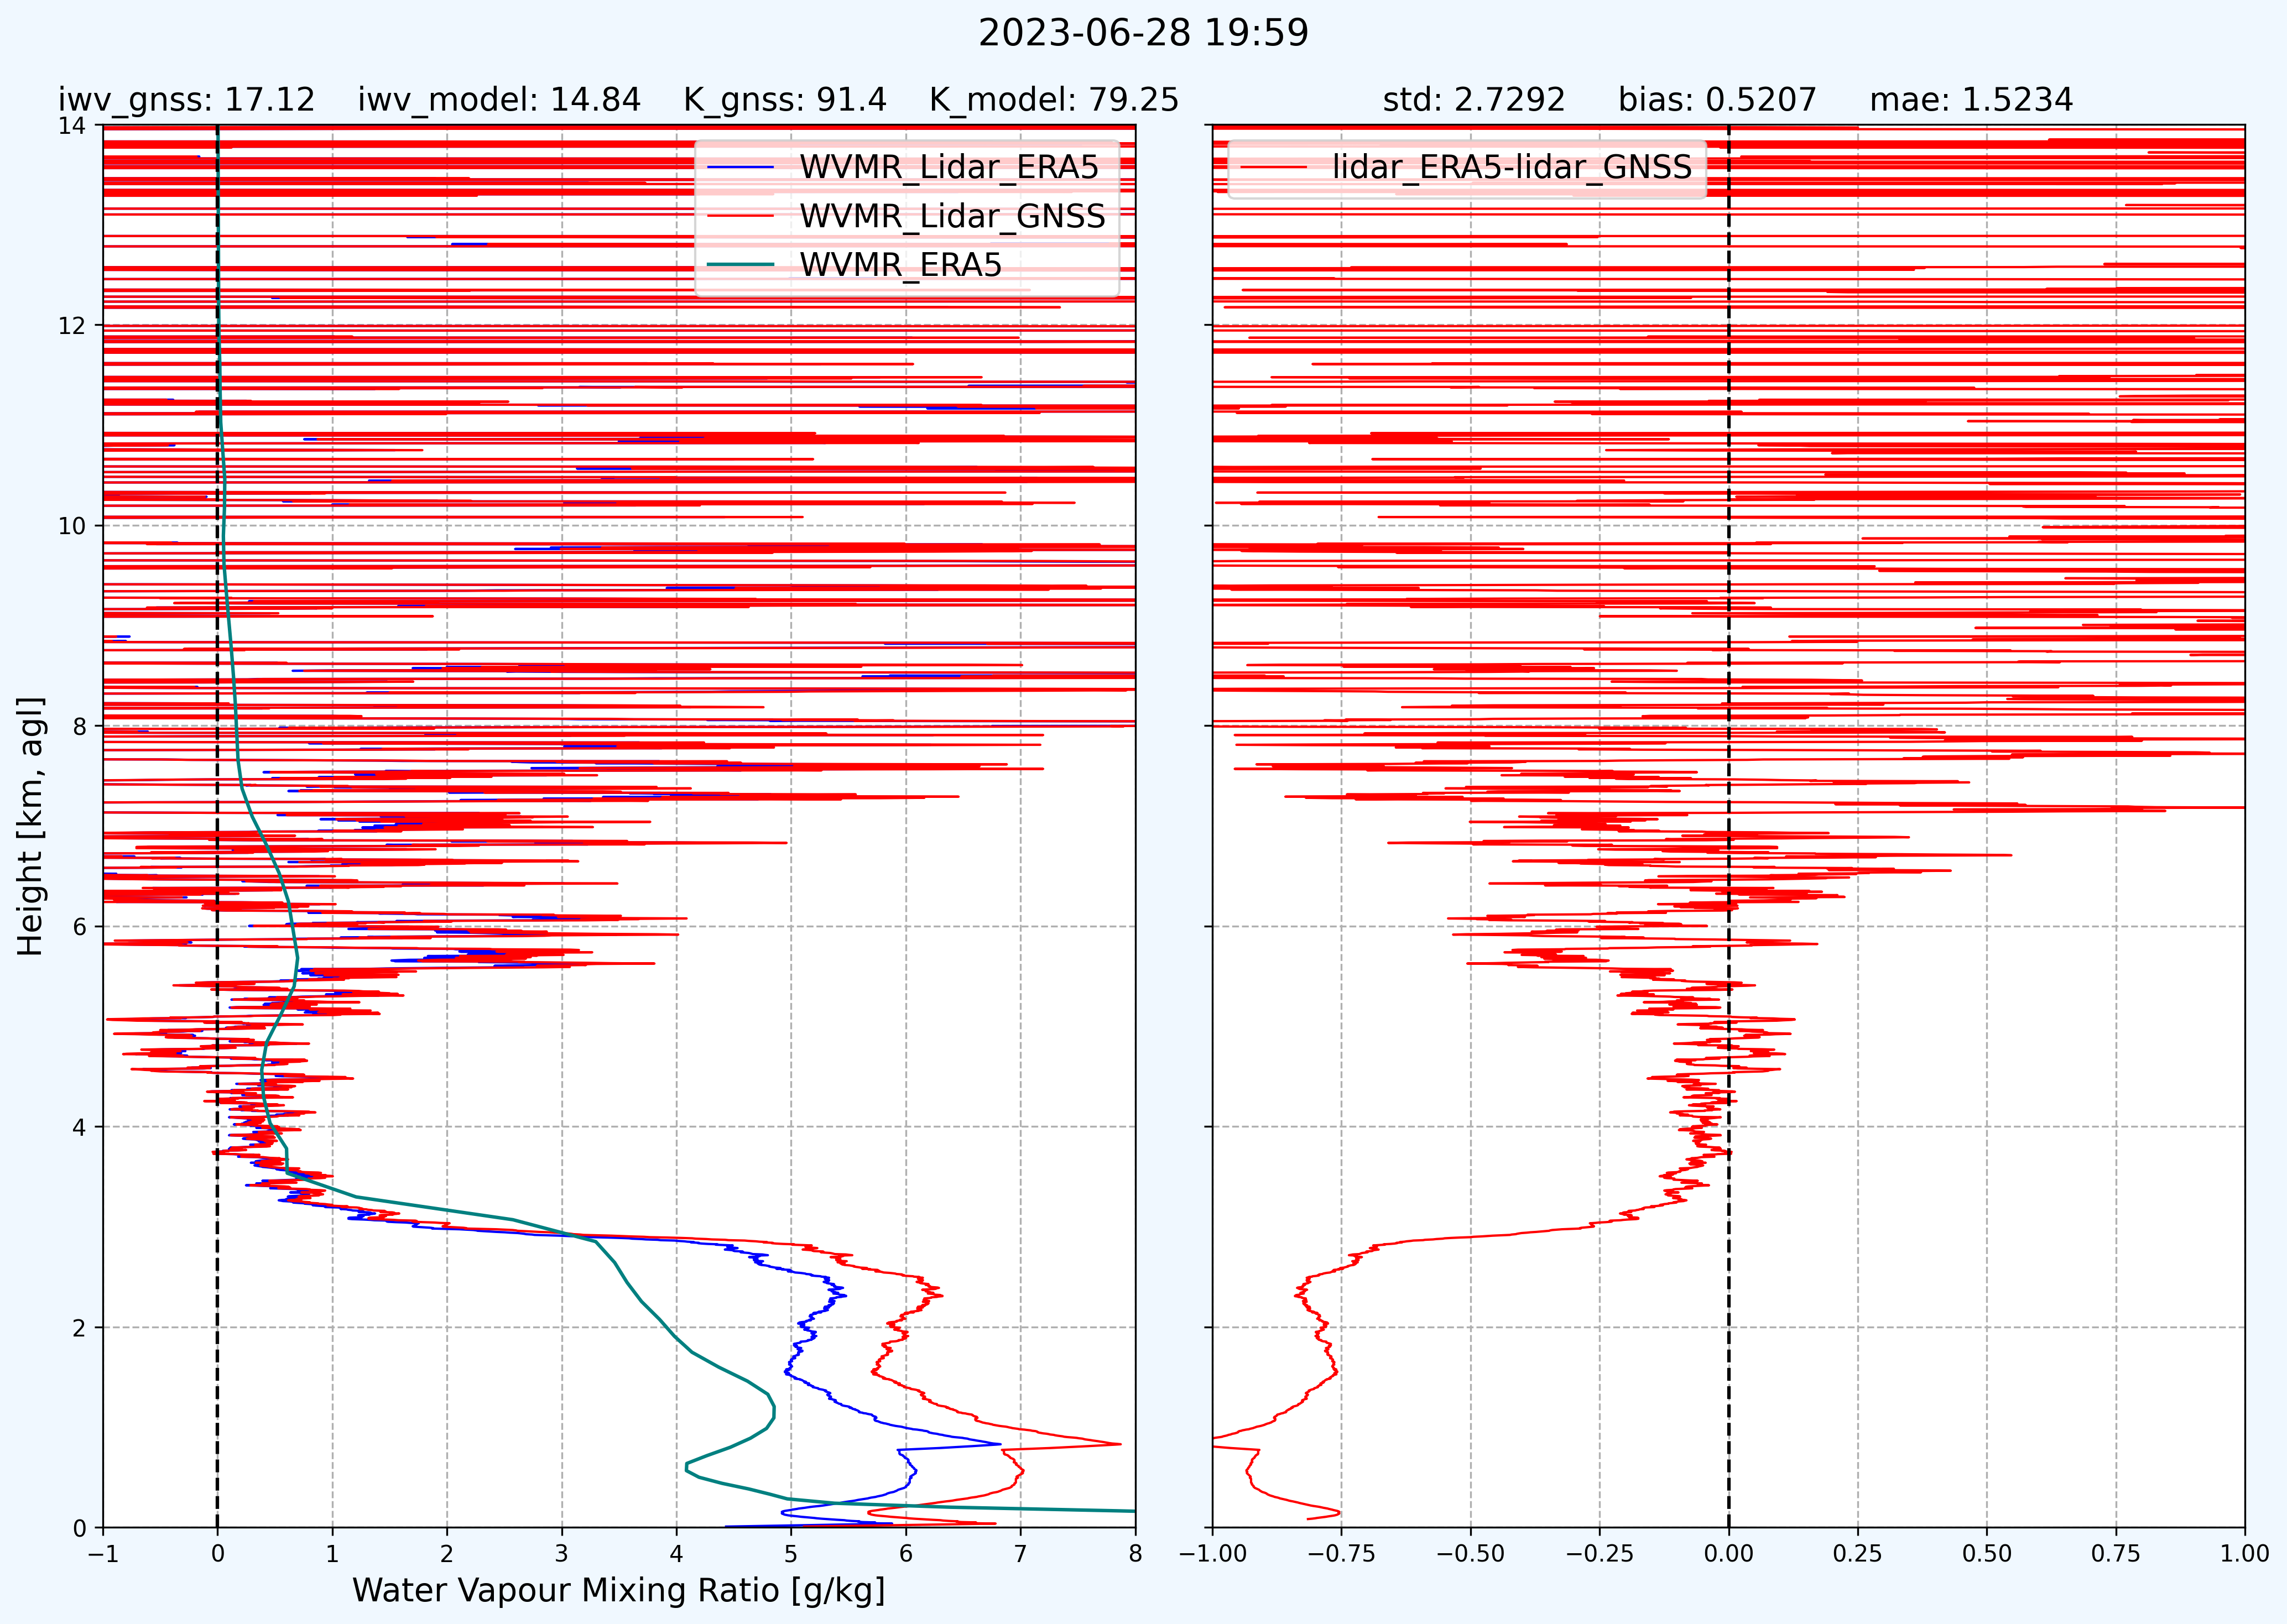 2023-06-28 19:59
iwv_gnss: 17.12 iwv_model: 14.84 K_gnss: 91.4 K_model: 79.25
std: 2.7292 bias: 0.5207 mae: 1.5234
WVMR_Lidar_ERA5
WVMR_Lidar_GNSS
WVMR_ERA5
lidar_ERA5-lidar_GNSS
Height [km, agl]
14
12
10
8
6
4
2
0
−1 0 1 2 3 4 5 6 7 8
Water Vapour Mixing Ratio [g/kg]
−1.00 −0.75 −0.50 −0.25 0.00 0.25 0.50 0.75 1.00